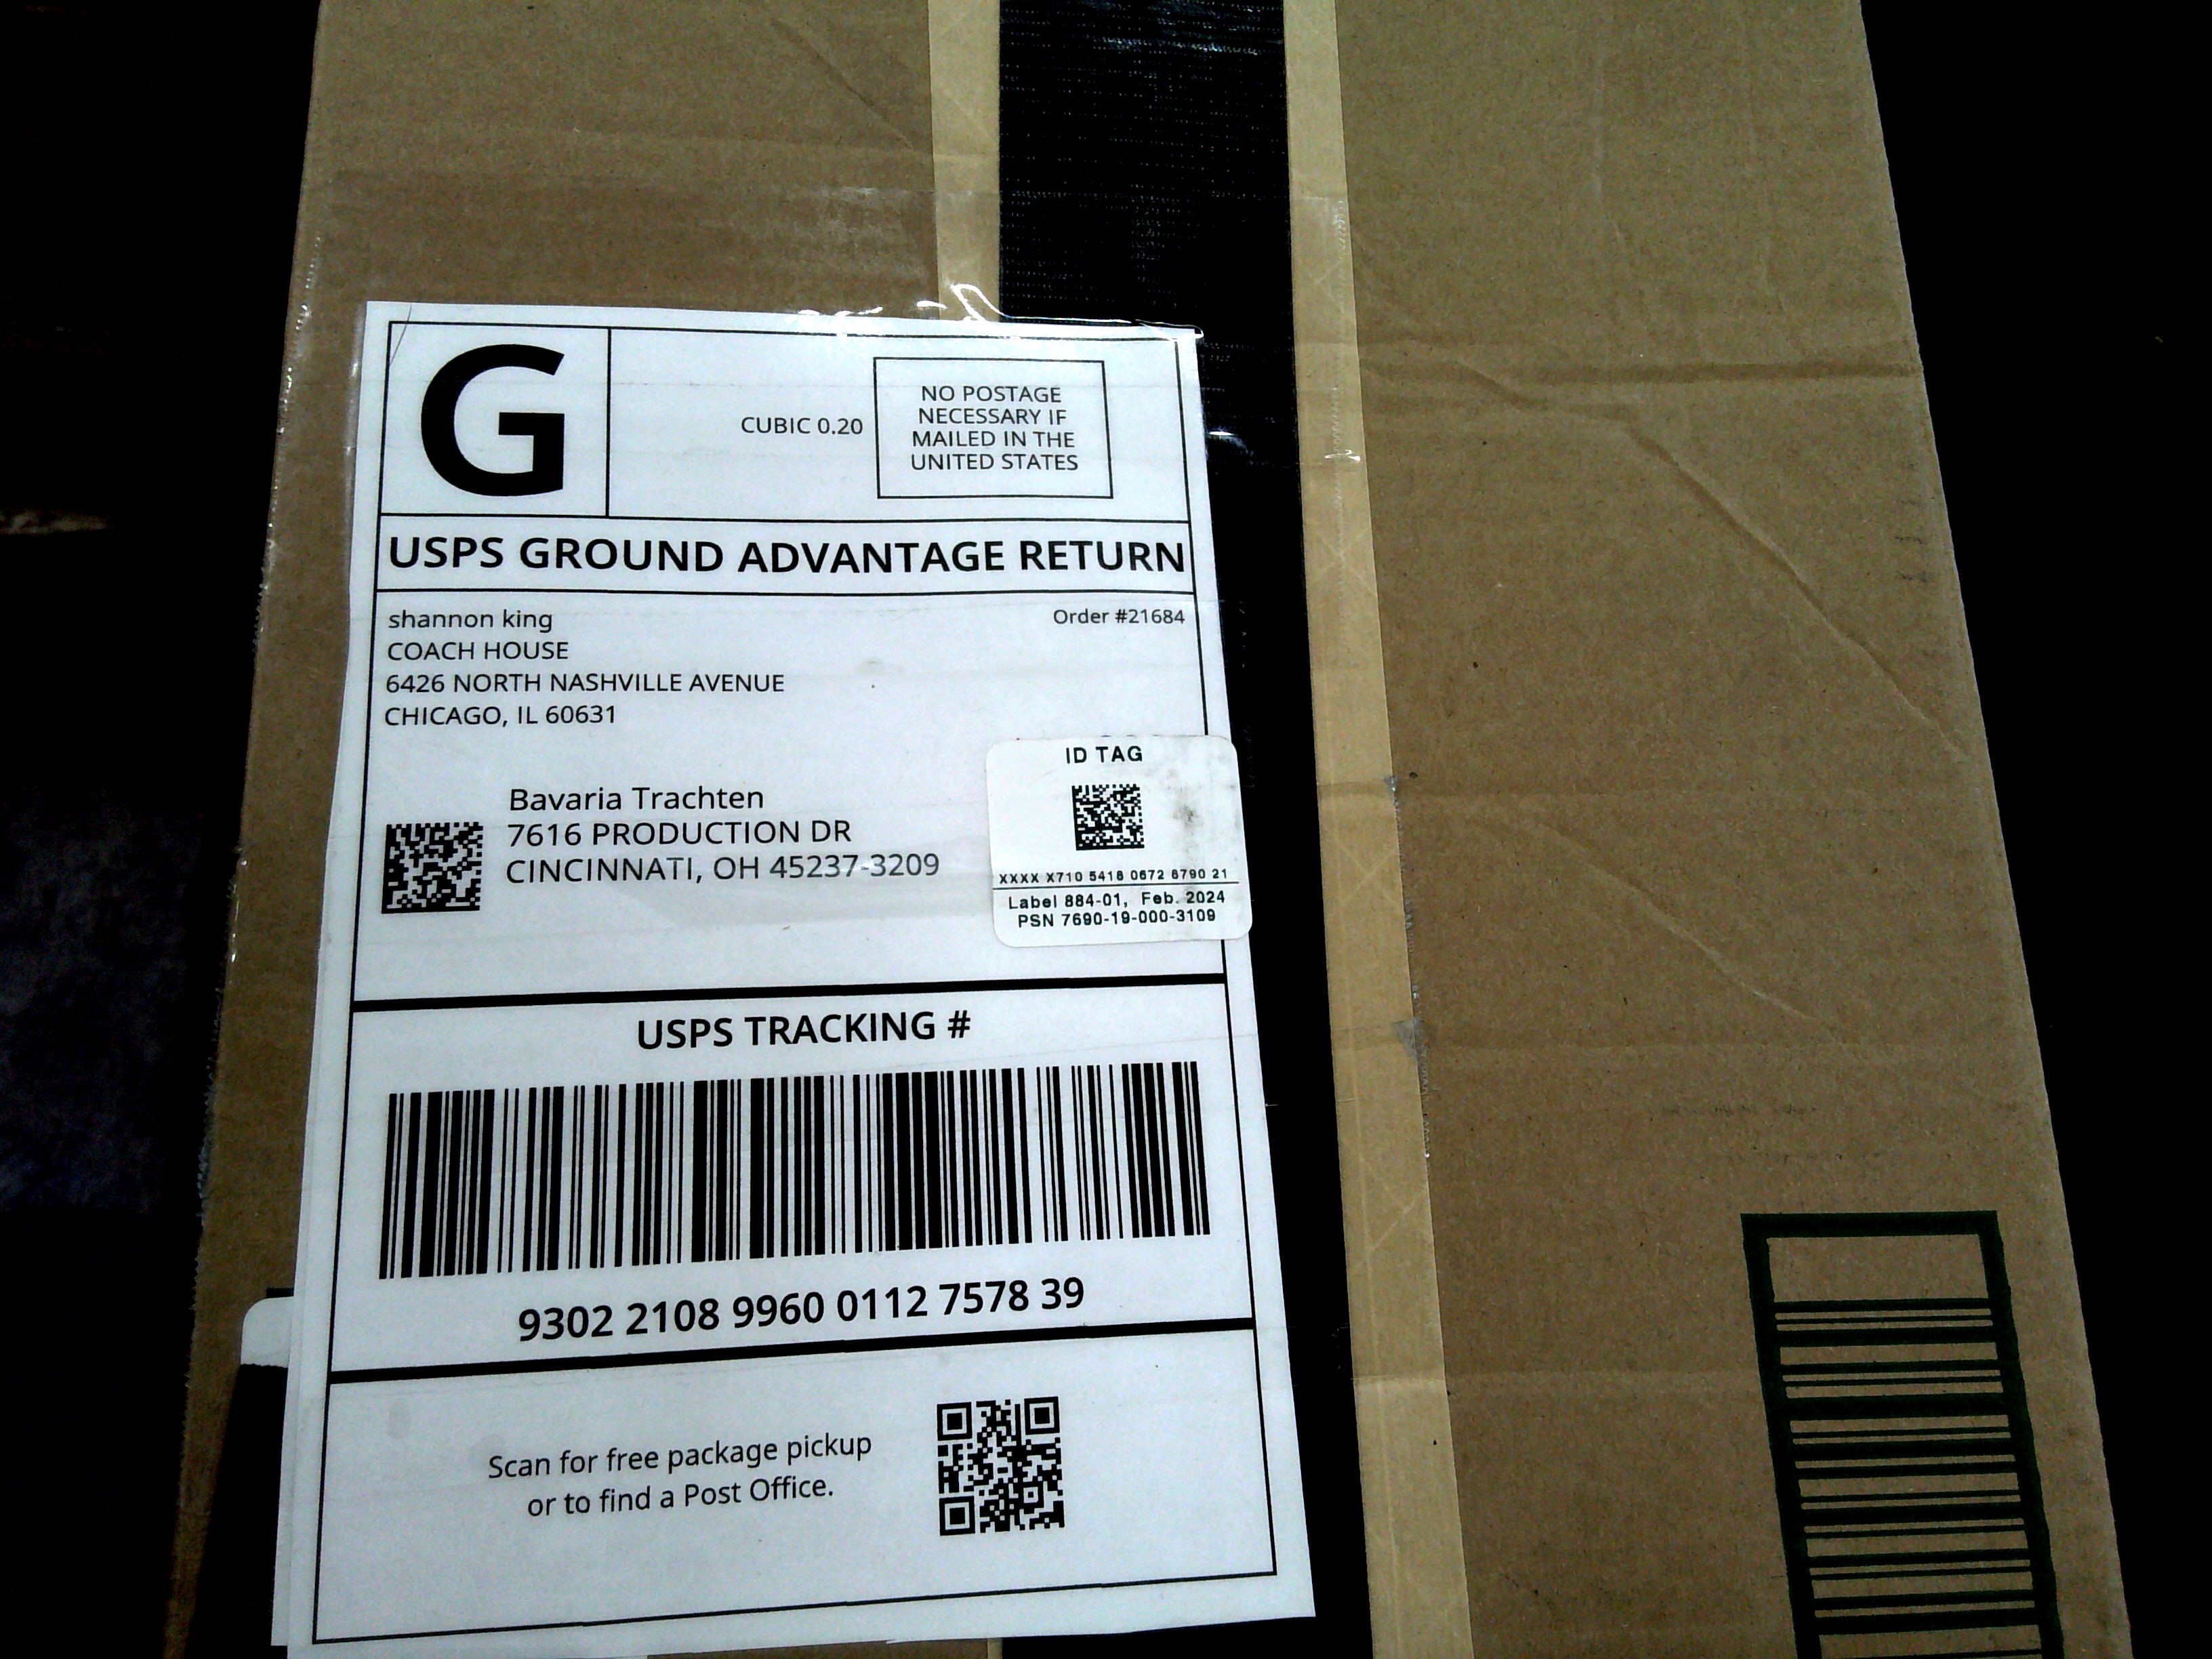 G
CUBIC 0.20
NO POSTAGE
NECESSARY IF
MAILED IN THE
UNITED STATES
USPS GROUND ADVANTAGE RETURN
shannon king
COACH HOUSE
6426 NORTH NASHVILLE AVENUE
CHICAGO, IL 60631
Order #21684
Bavaria Trachten
7616 PRODUCTION DR
CINCINNATI, OH 45237-3209
ID TAG
XXXX X710 5418 0672 6790 21
Label 884-01, Feb. 2024
PSN 7690-19-000-3109
USPS TRACKING #
9302 2108 9960 0112 7578 39
Scan for free package pickup
or to find a Post Office.